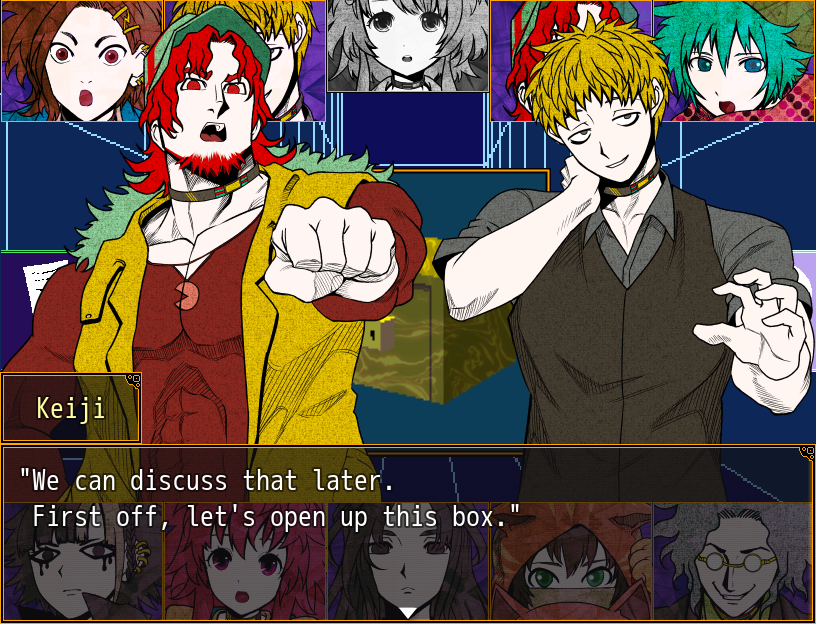 Keiji
"We can discuss that later.
First off, let's open up this box."